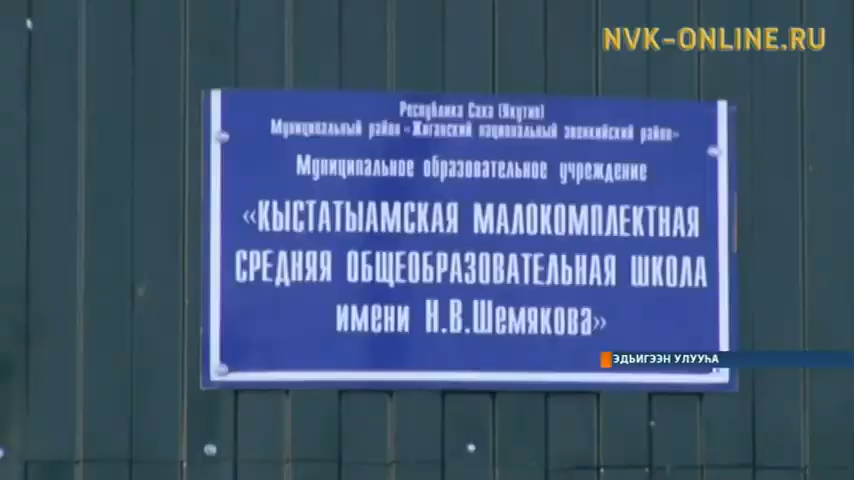 NVK-ONLINE.RU
Республика Саха (Якутия)
Муниципальный район «Жиганский национальный эвенкийский район»
Муниципальное образовательное учреждение
«КЫСТАТЫАМСКАЯ МАЛОКОМПЛЕКТНАЯ
СРЕДНЯЯ ОБЩЕОБРАЗОВАТЕЛЬНАЯ ШКОЛА
имени Н.В.Шемякова»
ЭДЬИГЭЭН УЛУУҺА